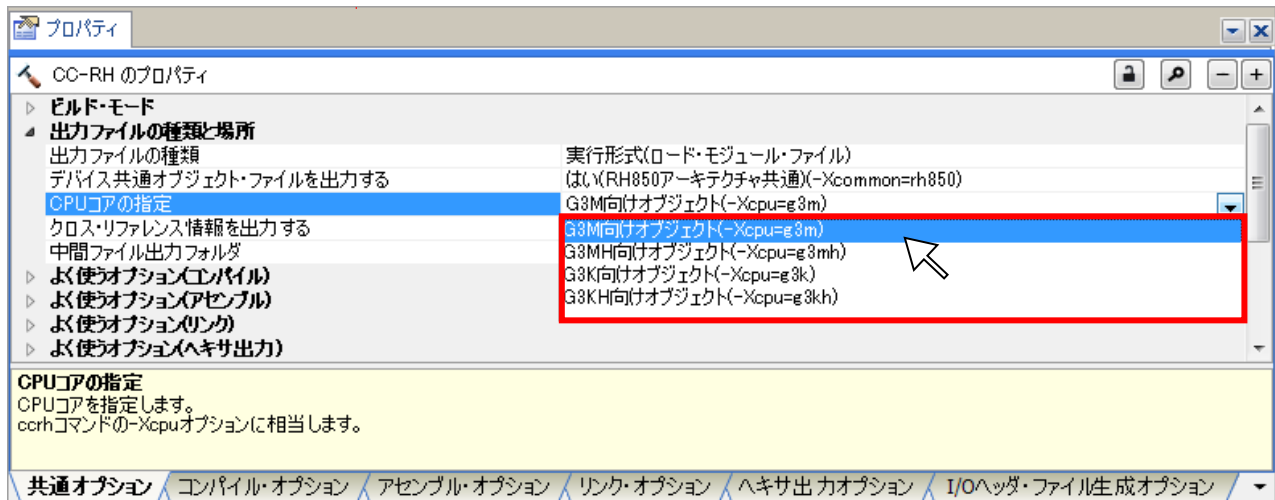 プロパティ
CC-RH のプロパティ
ビルド・モード
出力ファイルの種類と場所
出力ファイルの種類 実行形式(ロード・モジュール・ファイル)
デバイス共通オブジェクト・ファイルを出力する はい(RH850アーキテクチャ共通)(-Xcommon=rh850)
CPUコアの指定 G3M向けオブジェクト(-Xcpu=g3m)
クロス・リファレンス情報を出力する G3M向けオブジェクト(-Xcpu=g3m)
中間ファイル出力フォルダ G3MH向けオブジェクト(-Xcpu=g3mh)
よく使うオプション(コンパイル) G3K向けオブジェクト(-Xcpu=g3k)
よく使うオプション(アセンブル) G3KH向けオブジェクト(-Xcpu=g3kh)
よく使うオプション(リンク)
よく使うオプション(ヘキサ出力)
CPUコアの指定
CPUコアを指定します。
ccrhコマンドの-Xcpuオプションに相当します。
共通オプション コンパイル・オプション アセンブル・オプション リンク・オプション ヘキサ出力オプション I/Oヘッダ・ファイル生成オプション